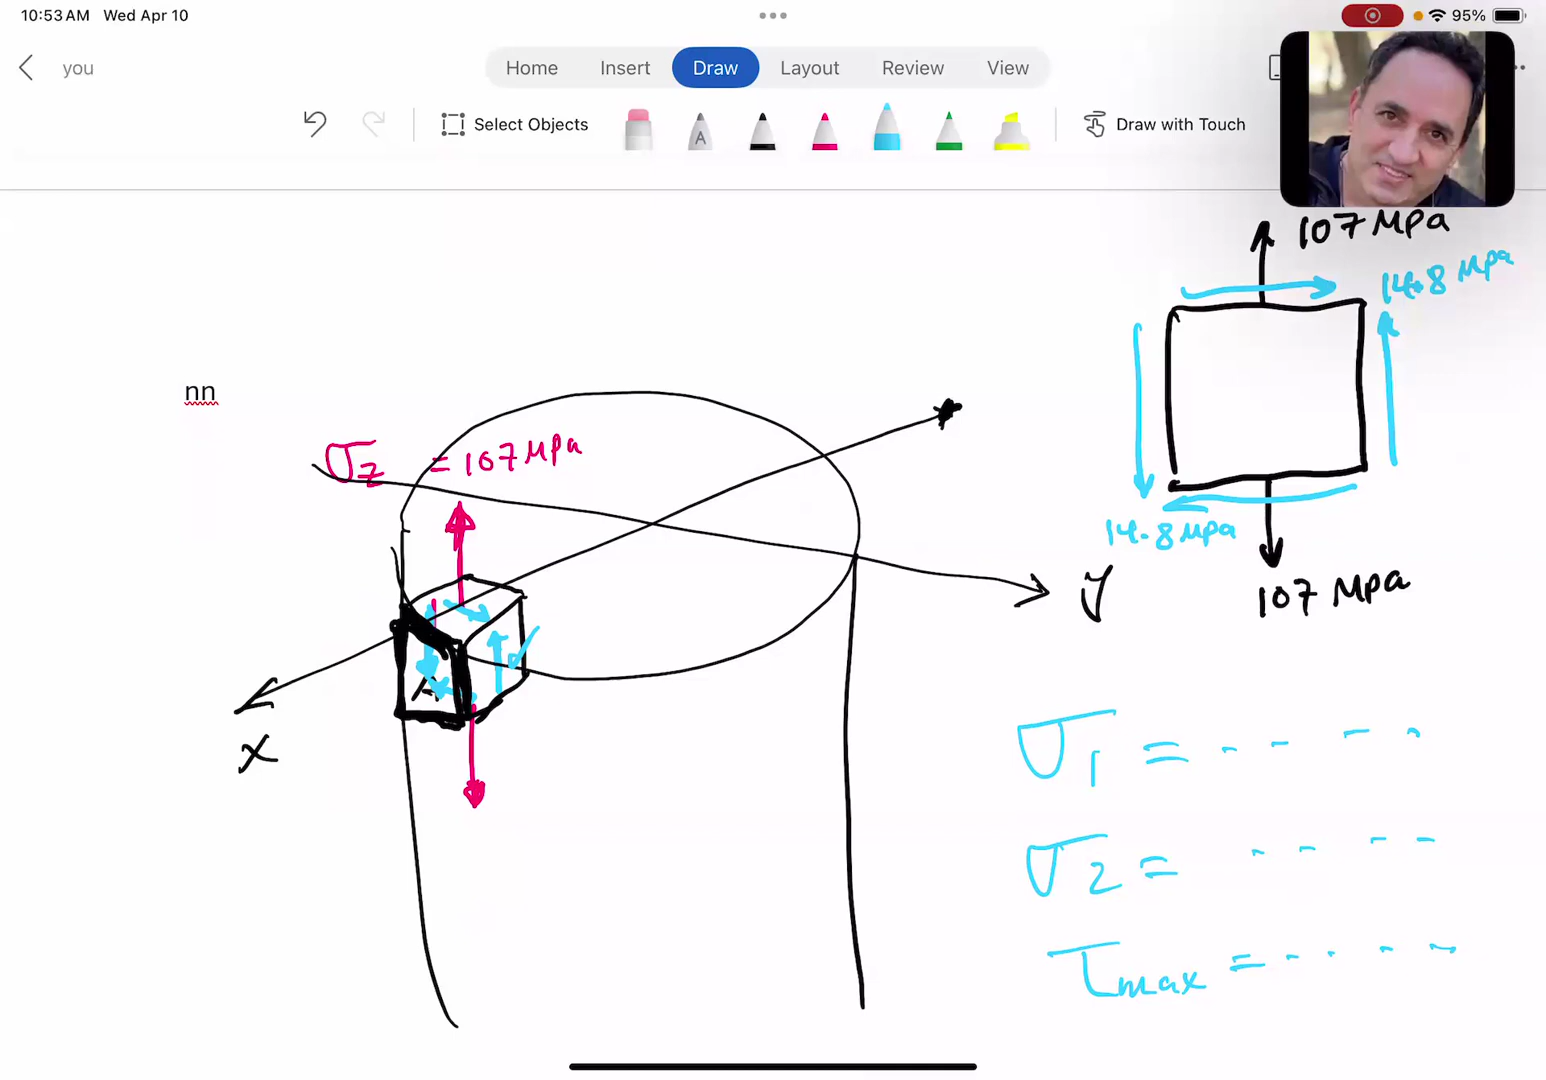 10:53 AM Wed Apr 10
95%
you
Home Insert Draw Layout Review View
Select Objects
A
Draw with Touch
107 Mpa
14.8 Mpa
nn
σz = 107 Mpa
14.8 Mpa
y
107 Mpa
A
x
σ1 = - - - -
σ2 = - - - -
τmax = - - - -